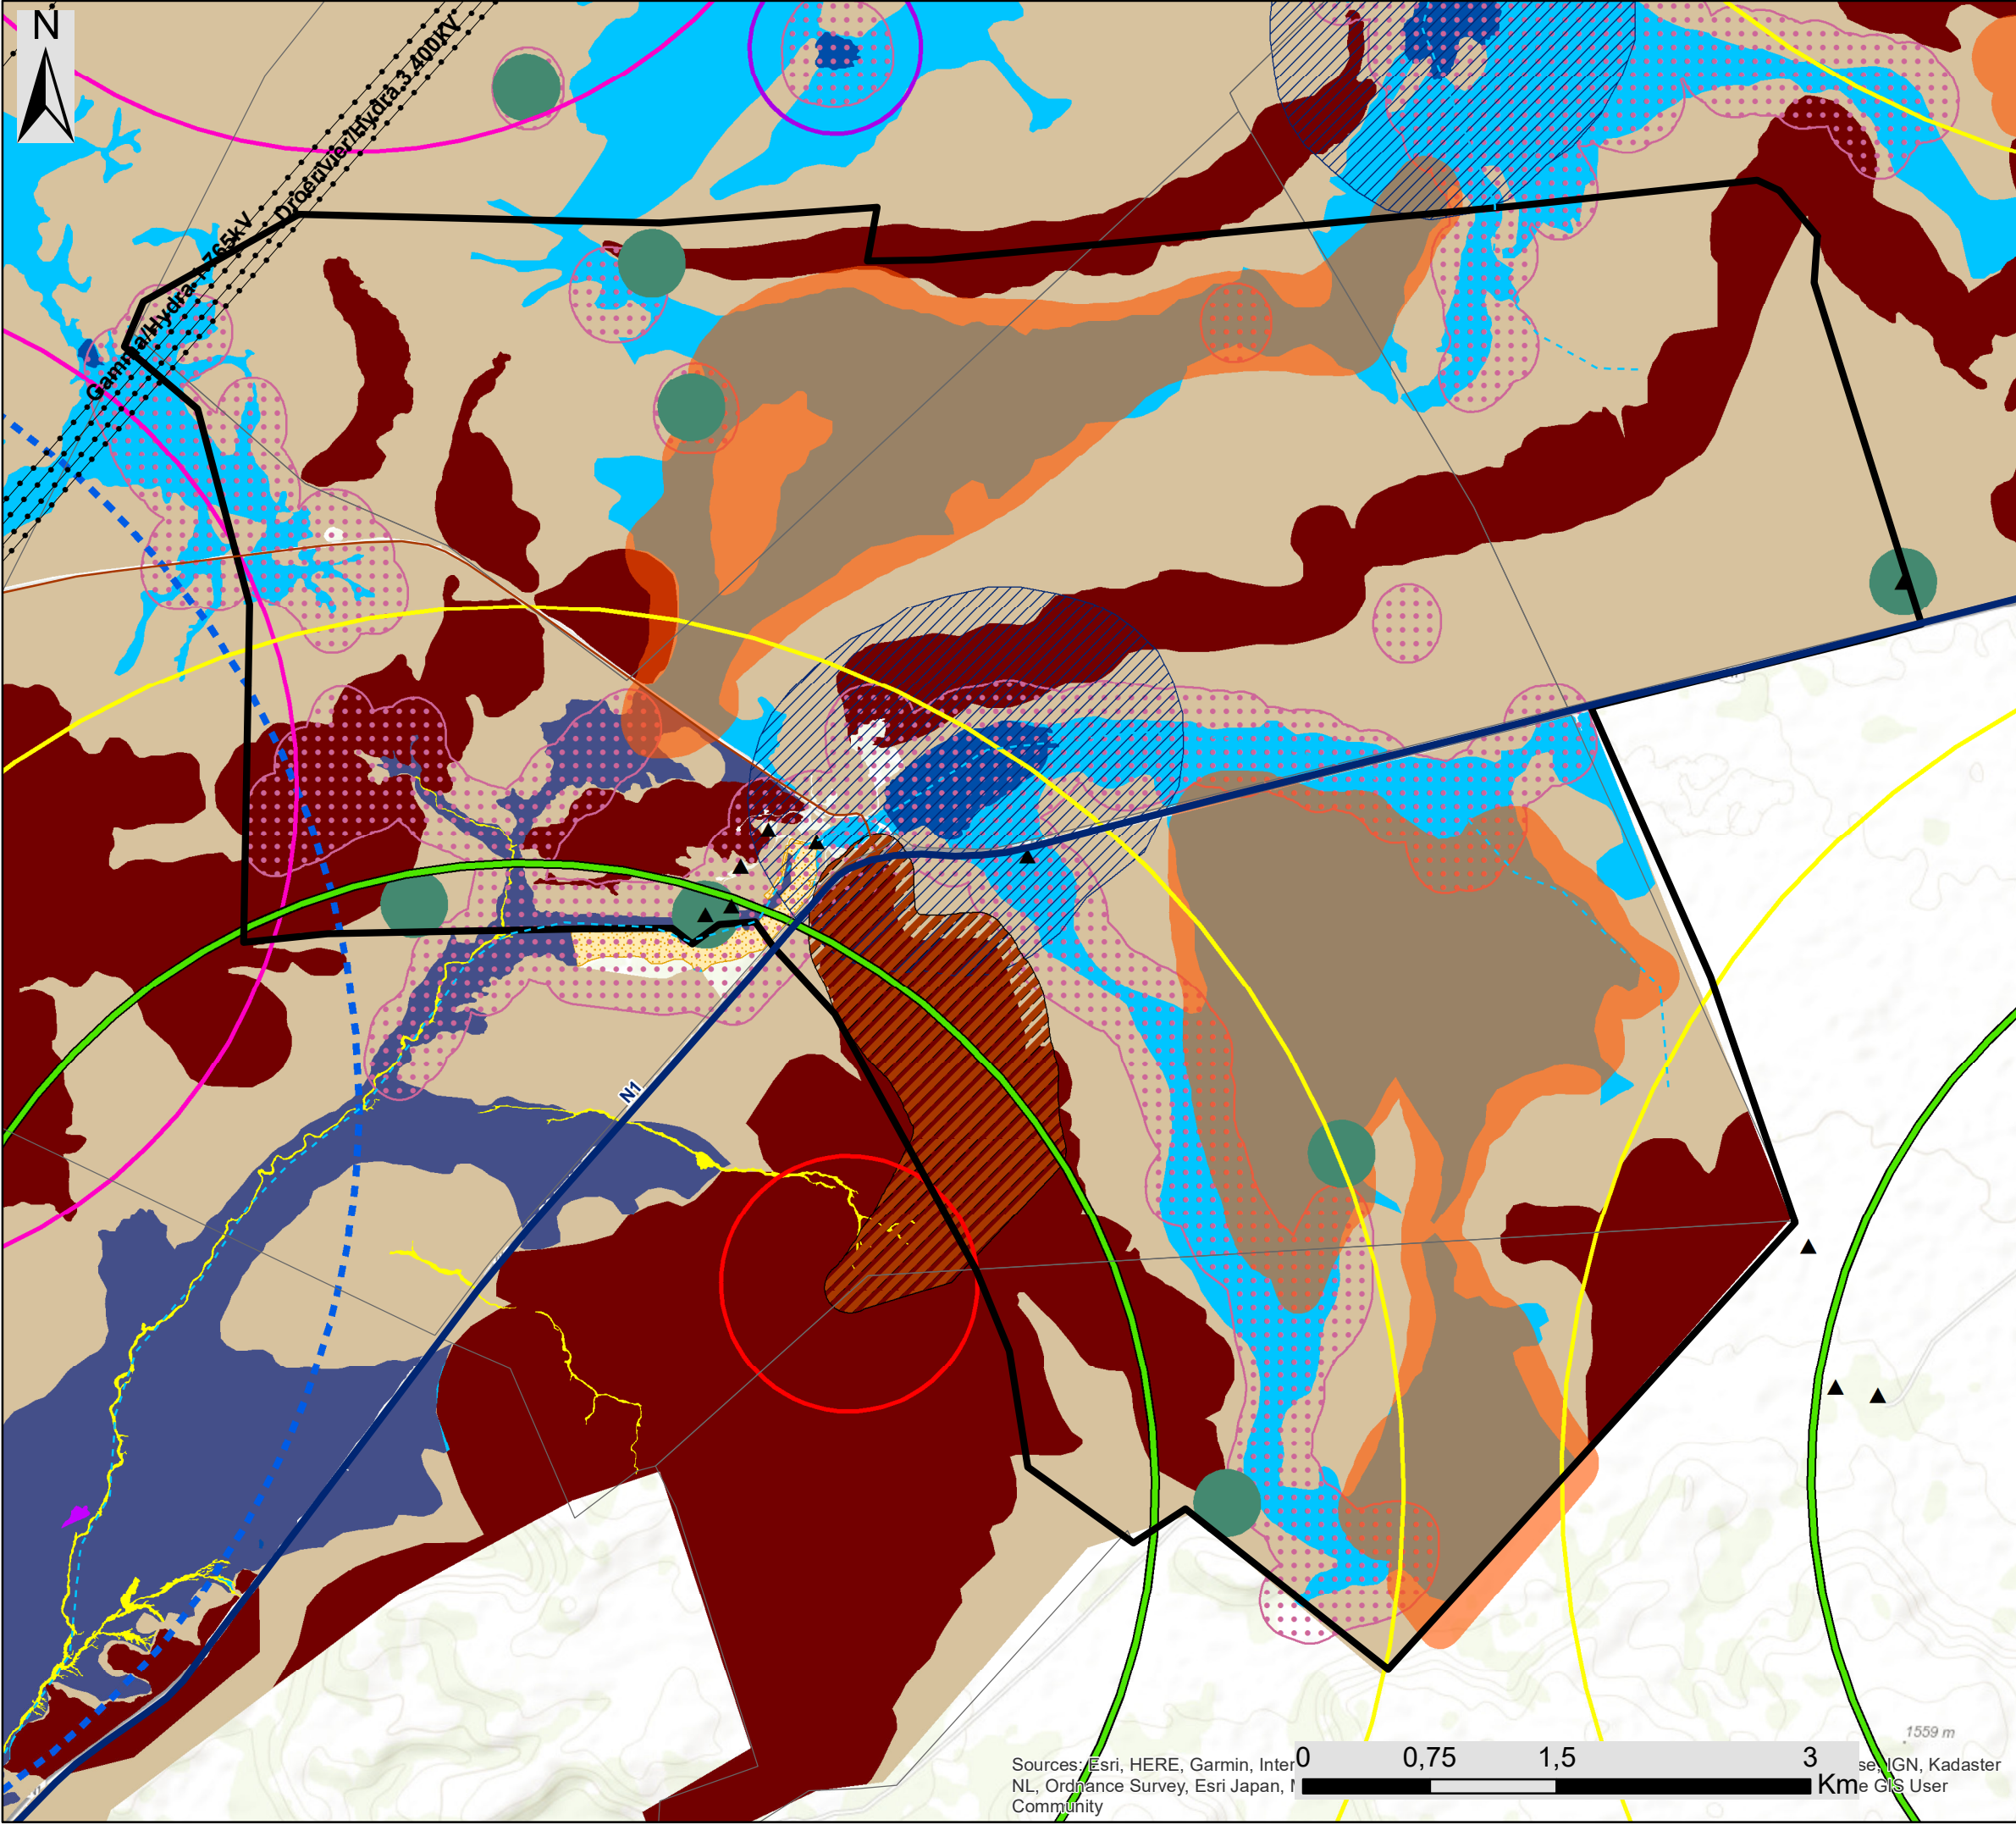 N
Droerivier/Hydra 3 400KV
Gamma/Hydra 1 765kV
N1
1559 m
0 0,75 1,5 3
Km
Sources: Esri, HERE, Garmin, Inter se, IGN, Kadaster
NL, Ordnance Survey, Esri Japan, e GIS User
Community